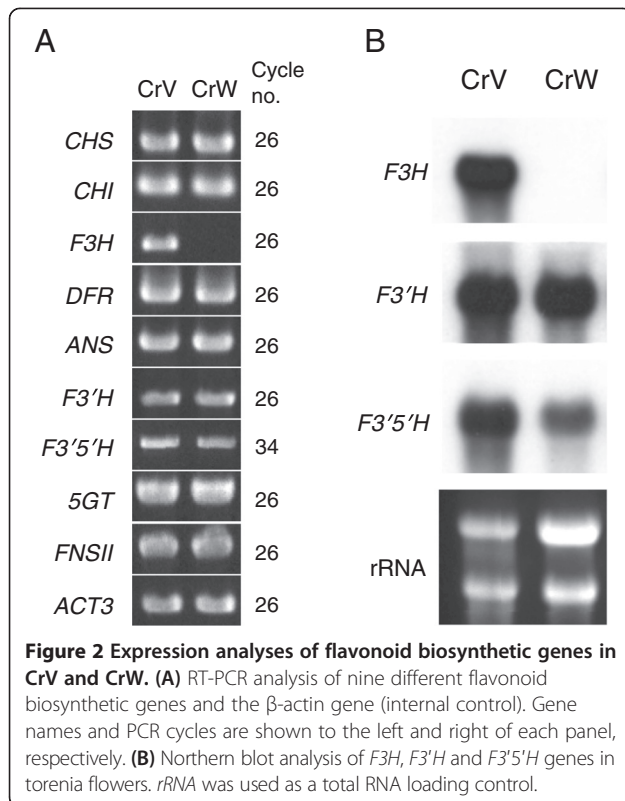 A
Cycle
CrV CrW no.
CHS 26
CHI 26
F3H 26
DFR 26
ANS 26
F3'H 26
F3'5'H 34
5GT 26
FNSII 26
ACT3 26
B
CrV CrW
F3H
F3'H
F3'5'H
rRNA
Figure 2 Expression analyses of flavonoid biosynthetic genes in
CrV and CrW. (A) RT-PCR analysis of nine different flavonoid
biosynthetic genes and the β-actin gene (internal control). Gene
names and PCR cycles are shown to the left and right of each panel,
respectively. (B) Northern blot analysis of F3H, F3'H and F3'5'H genes in
torenia flowers. rRNA was used as a total RNA loading control.